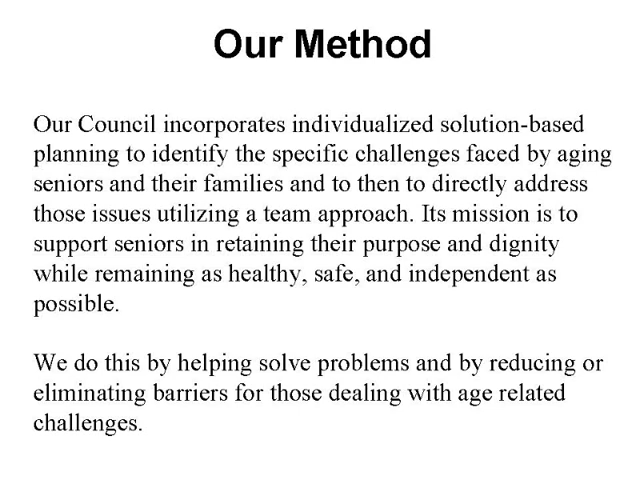 Our Method
Our Council incorporates individualized solution-based
planning to identify the specific challenges faced by aging
seniors and their families and to then to directly address
those issues utilizing a team approach. Its mission is to
support seniors in retaining their purpose and dignity
while remaining as healthy, safe, and independent as
possible.
We do this by helping solve problems and by reducing or
eliminating barriers for those dealing with age related
challenges.